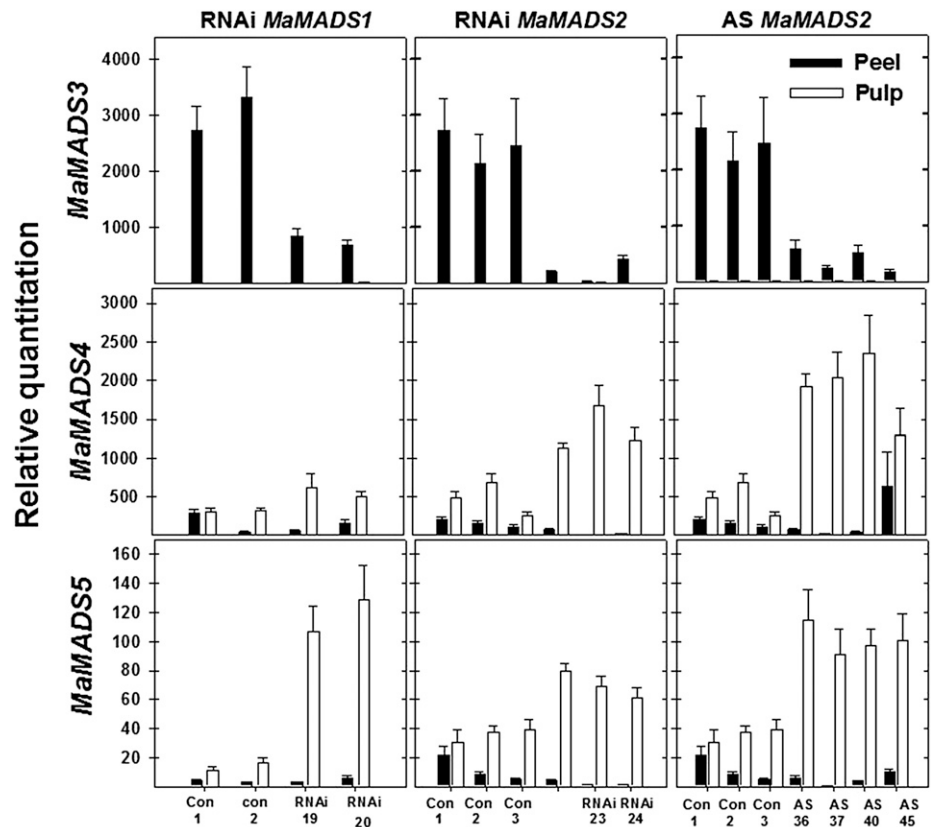 RNAi MaMADS1 RNAi MaMADS2 AS MaMADS2
Peel
Pulp
Relative quantitation
MaMADS3
4000
3000
2000
1000
MaMADS4
3000
2500
2000
1500
1000
500
MaMADS5
160
140
120
100
80
60
40
20
Con con RNAi RNAi Con Con Con RNAi RNAi Con Con Con AS AS AS AS
1 2 19 20 1 2 3 23 24 1 2 3 36 37 40 45